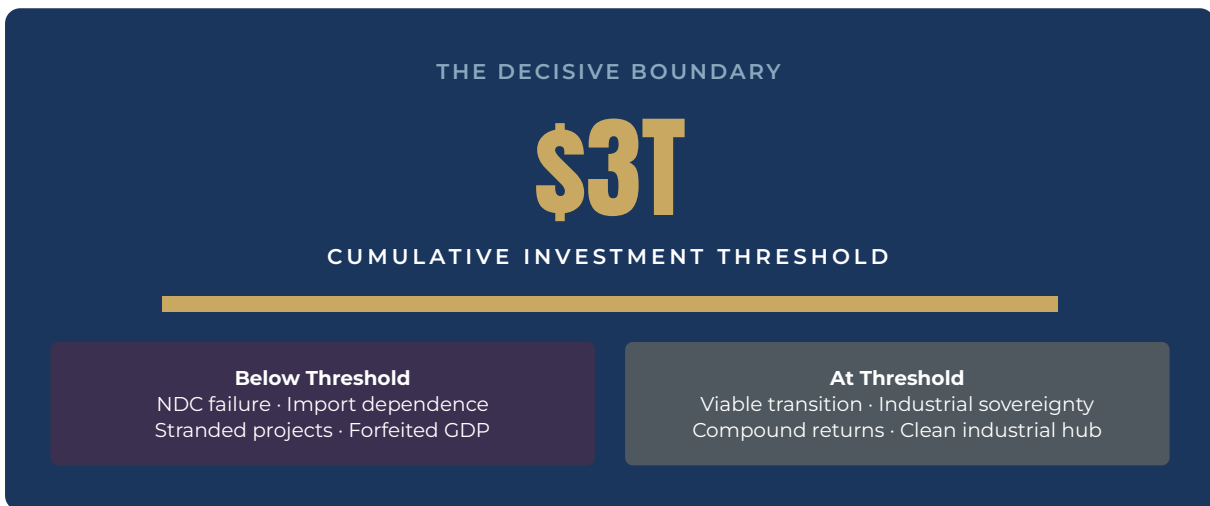 THE DECISIVE BOUNDARY
$3T
CUMULATIVE INVESTMENT THRESHOLD
Below Threshold
NDC failure · Import dependence
Stranded projects · Forfeited GDP
At Threshold
Viable transition · Industrial sovereignty
Compound returns · Clean industrial hub